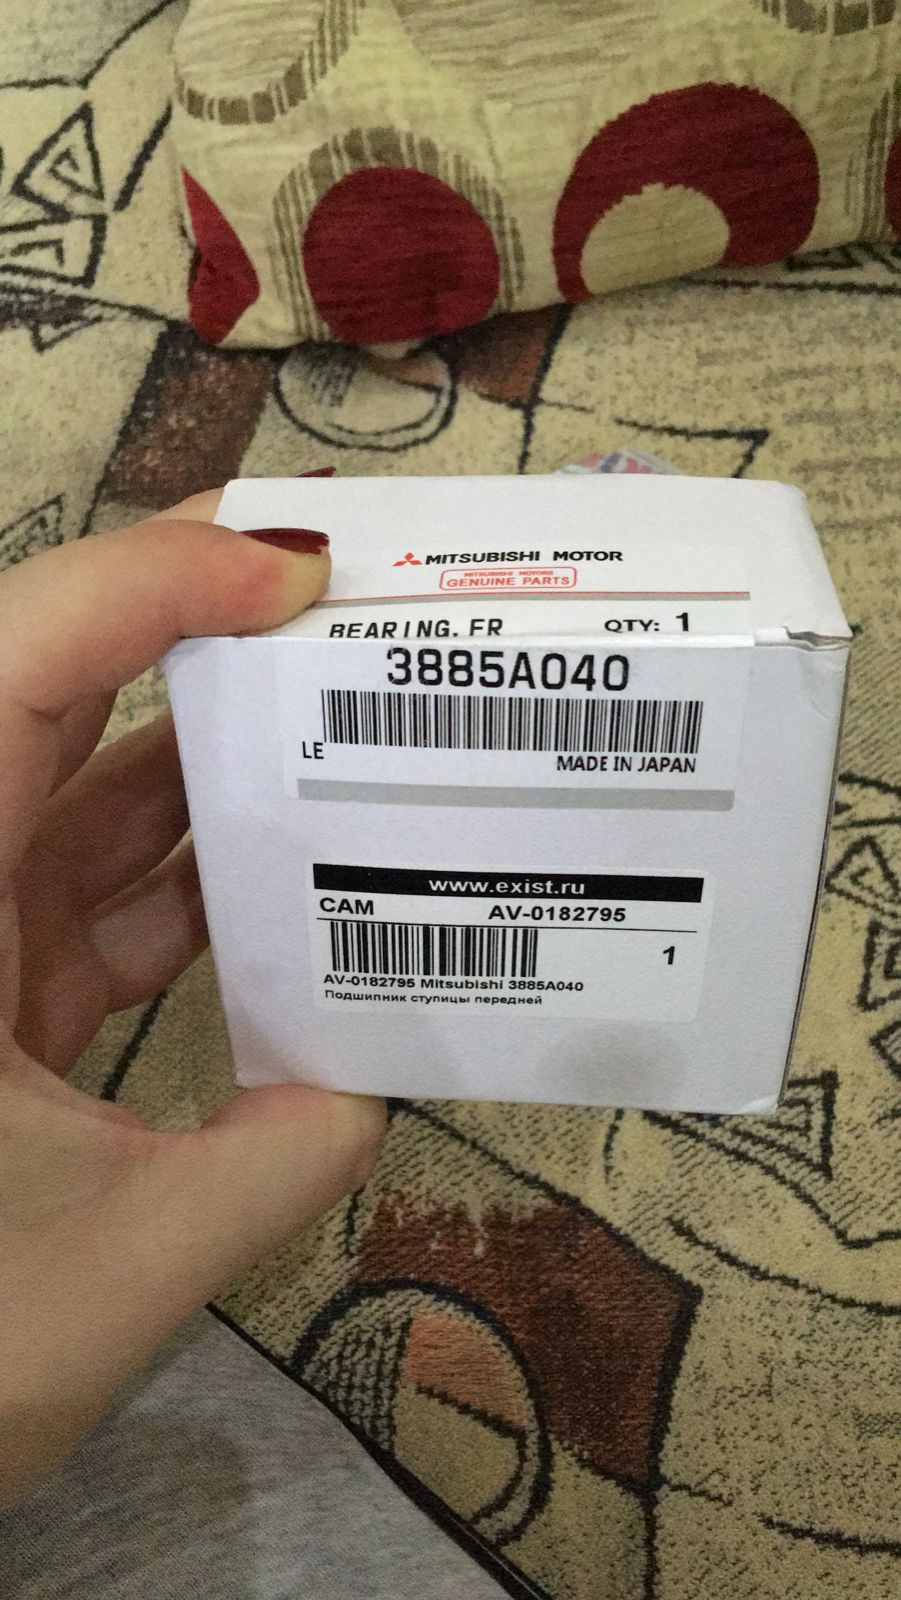 MITSUBISHI MOTOR
MITSUBISHI MOTORS
GENUINE PARTS
BEARING, FR QTY: 1
3885A040
LE
MADE IN JAPAN
www.exist.ru
CAM AV-0182795
1
AV-0182795 Mitsubishi 3885A040
Подшипник ступицы передней